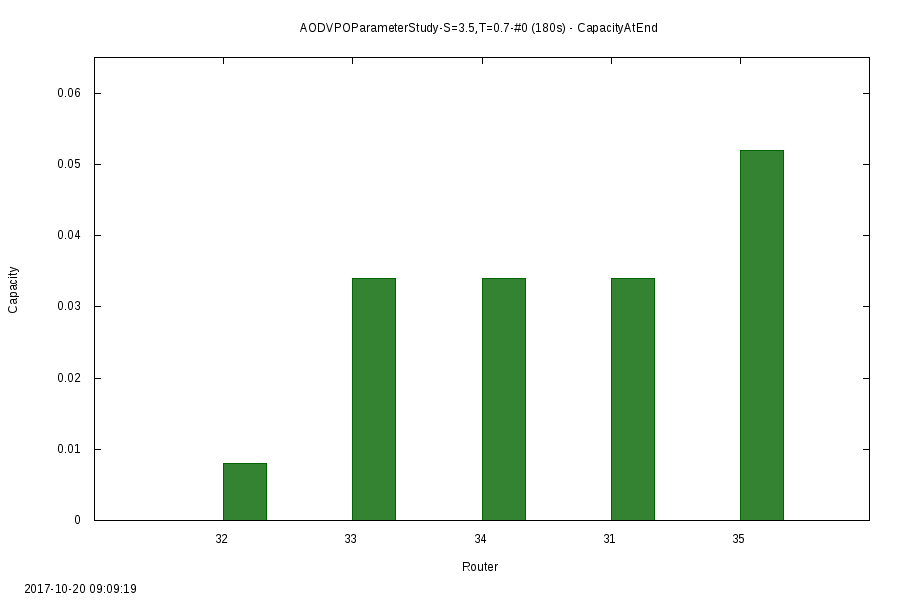 AODVPOParameterStudy-S=3.5,T=0.7-#0 (180s) - CapacityAtEnd
0.06
0.05
0.04
0.03
0.02
0.01
0
Capacity
32 33 34 31 35
Router
2017-10-20 09:09:19